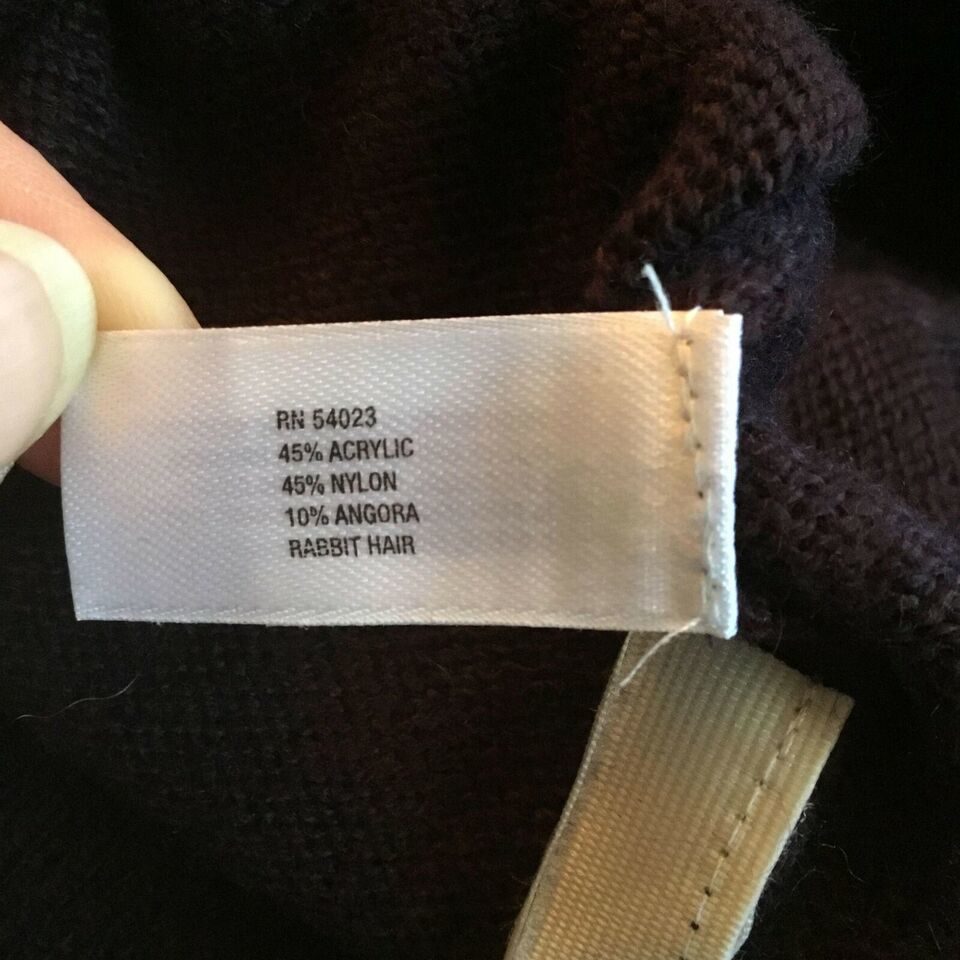 RN 54023
45% ACRYLIC
45% NYLON
10% ANGORA
RABBIT HAIR